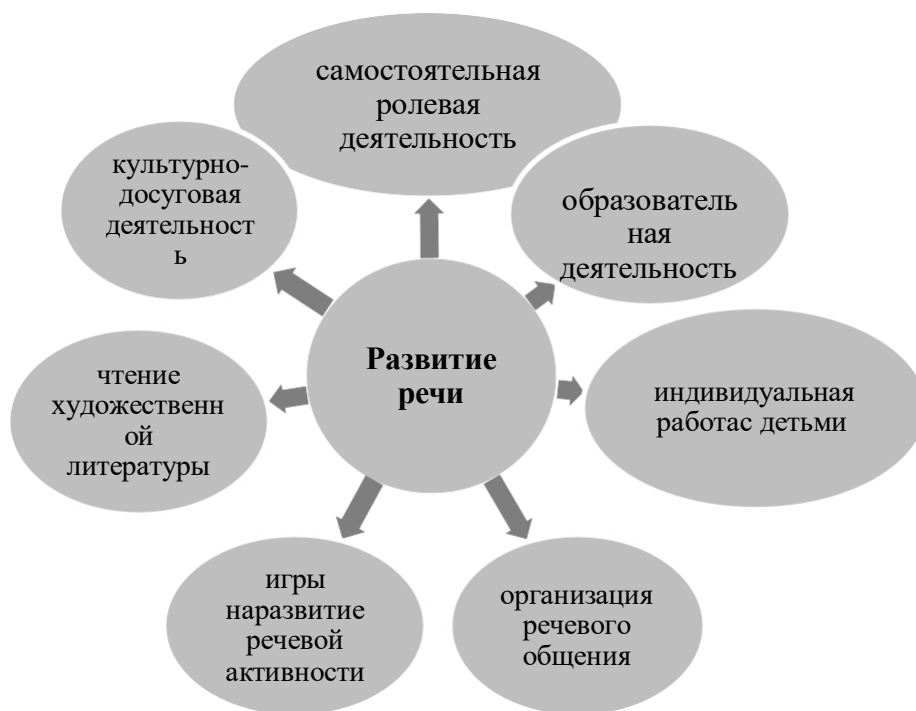 самостоятельная
ролевая
деятельность
культурно-
досуговая
деятельност
ь
образователь
ная
деятельность
Развитие
речи
чтение
художественн
ой
литературы
индивидуальная
работас детьми
игры
наразвитие
речевой
активности
организация
речевого
общения